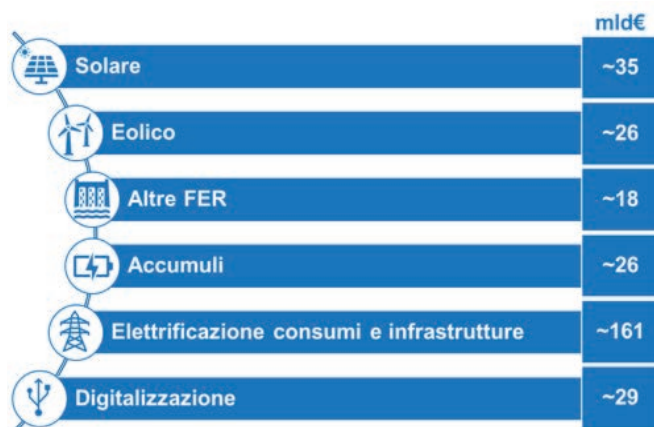 mld€
Solare ~35
Eolico ~26
Altre FER ~18
Accumuli ~26
Elettrificazione consumi e infrastrutture ~161
Digitalizzazione ~29